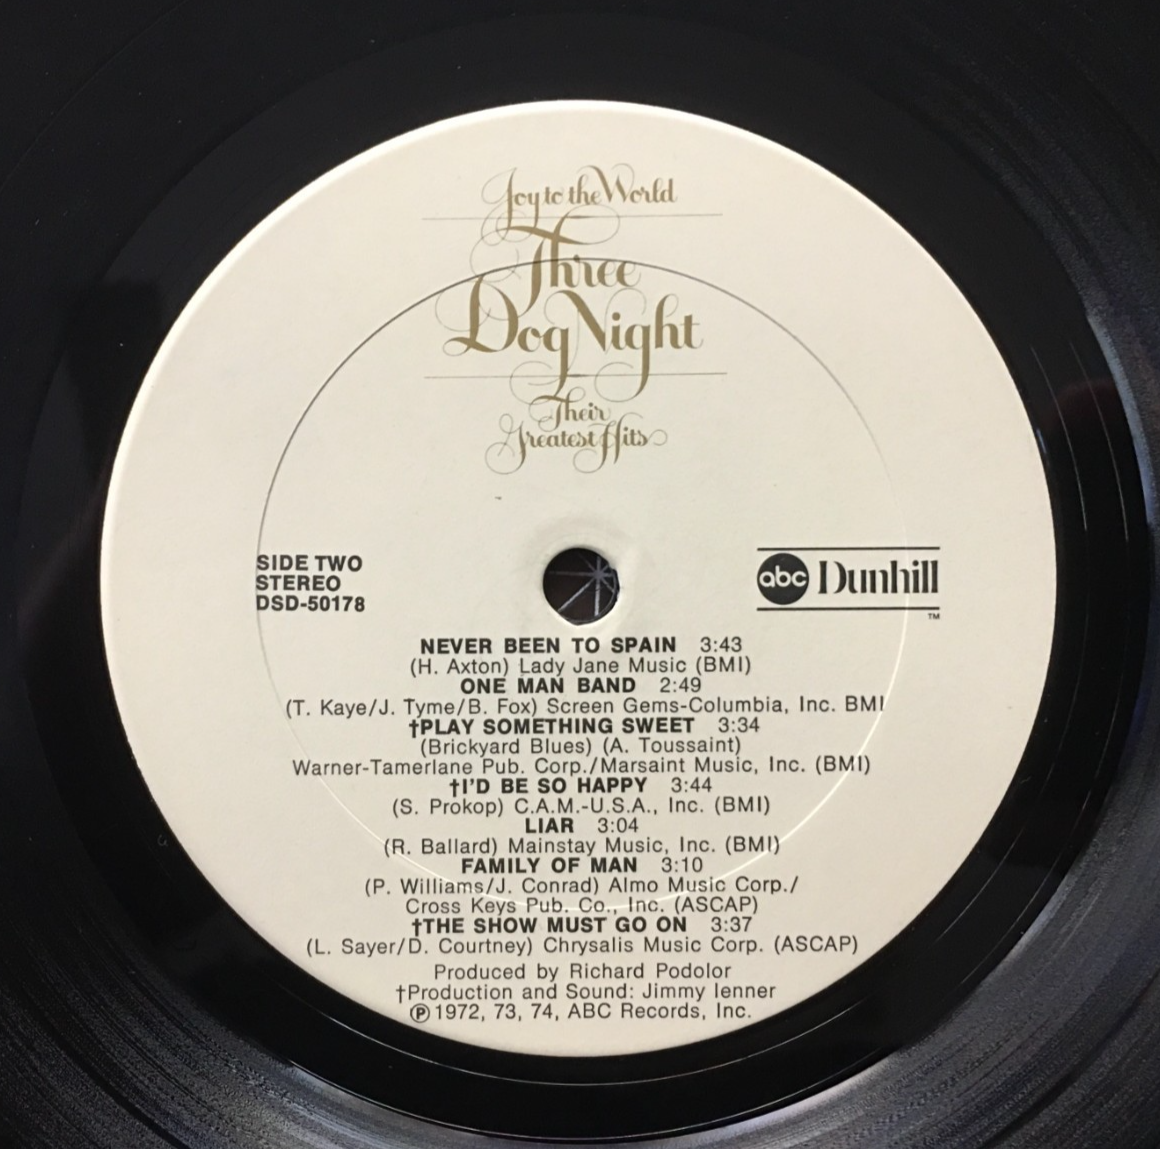 Joy to the World
Three
Dog Night
Their
Greatest Hits
SIDE TWO
STEREO
DSD-50178
abc Dunhill
TM
NEVER BEEN TO SPAIN 3:43
(H. Axton) Lady Jane Music (BMI)
ONE MAN BAND 2:49
(T. Kaye/J. Tyme/B. Fox) Screen Gems-Columbia, Inc. BMI
†PLAY SOMETHING SWEET 3:34
(Brickyard Blues) (A. Toussaint)
Warner-Tamerlane Pub. Corp./Marsaint Music, Inc. (BMI)
†I'D BE SO HAPPY 3:44
(S. Prokop) C.A.M.-U.S.A., Inc. (BMI)
LIAR 3:04
(R. Ballard) Mainstay Music, Inc. (BMI)
FAMILY OF MAN 3:10
(P. Williams/J. Conrad) Almo Music Corp./
Cross Keys Pub. Co., Inc. (ASCAP)
†THE SHOW MUST GO ON 3:37
(L. Sayer/D. Courtney) Chrysalis Music Corp. (ASCAP)
Produced by Richard Podolor
†Production and Sound: Jimmy Ienner
℗1972, 73, 74, ABC Records, Inc.